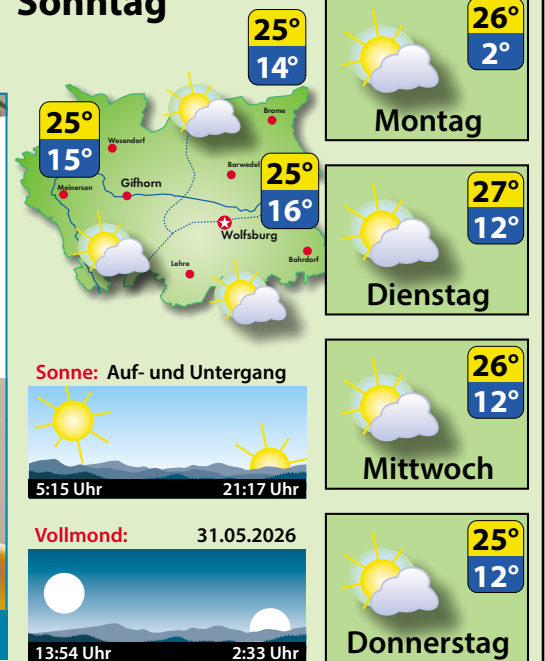 Sonntag
25°
14°
25°
15°
Brome
Wesendorf
Barwedel
25°
16°
Meinersen
Gifhorn
Wolfsburg
Lehre
Bahrdorf
Sonne: Auf- und Untergang
5:15 Uhr 21:17 Uhr
Vollmond: 31.05.2026
13:54 Uhr 2:33 Uhr
26°
2°
Montag
27°
12°
Dienstag
26°
12°
Mittwoch
25°
12°
Donnerstag